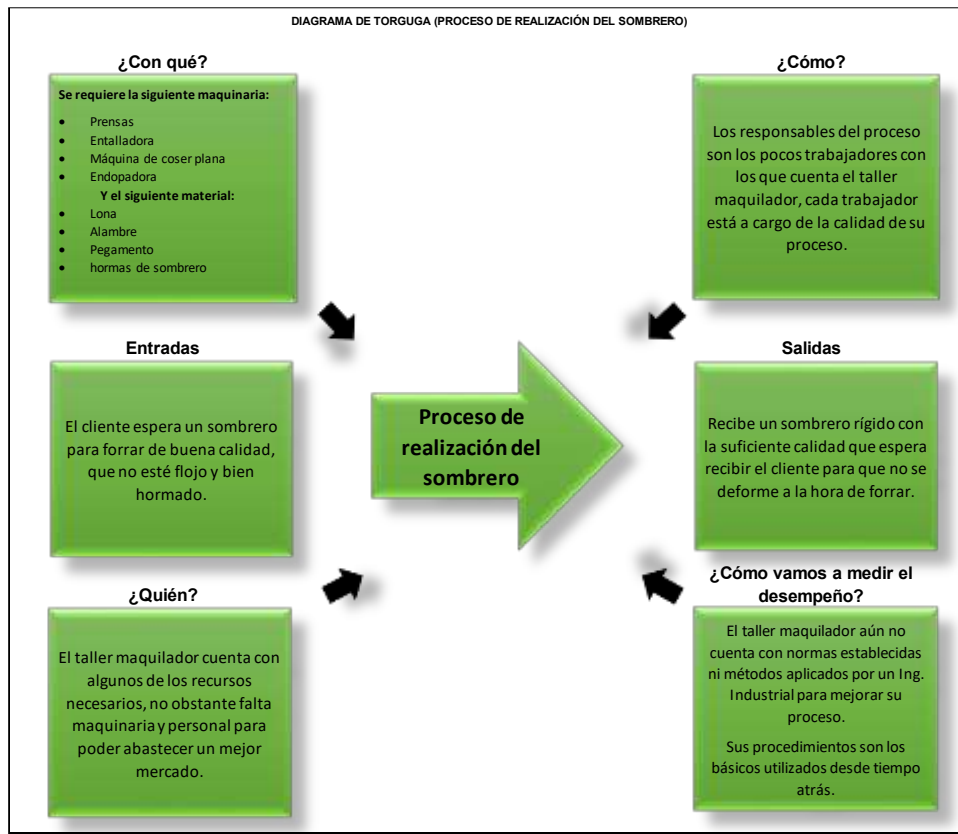 DIAGRAMA DE TORGUGA (PROCESO DE REALIZACIÓN DEL SOMBRERO)
¿Con qué?
Se requiere la siguiente maquinaria:
• Prensas
• Entalladora
• Máquina de coser plana
• Endopadora
Y el siguiente material:
• Lona
• Alambre
• Pegamento
• hormas de sombrero
¿Cómo?
Los responsables del proceso
son los pocos trabajadores con
los que cuenta el taller
maquilador, cada trabajador
está a cargo de la calidad de su
proceso.
Entradas
El cliente espera un sombrero
para forrar de buena calidad,
que no esté flojo y bien
hormado.
Proceso de
realización del
sombrero
Salidas
Recibe un sombrero rígido con
la suficiente calidad que espera
recibir el cliente para que no se
deforme a la hora de forrar.
¿Quién?
El taller maquilador cuenta con
algunos de los recursos
necesarios, no obstante falta
maquinaria y personal para
poder abastecer un mejor
mercado.
¿Cómo vamos a medir el
desempeño?
El taller maquilador aún no
cuenta con normas establecidas
ni métodos aplicados por un Ing.
Industrial para mejorar su
proceso.
Sus procedimientos son los
básicos utilizados desde tiempo
atrás.